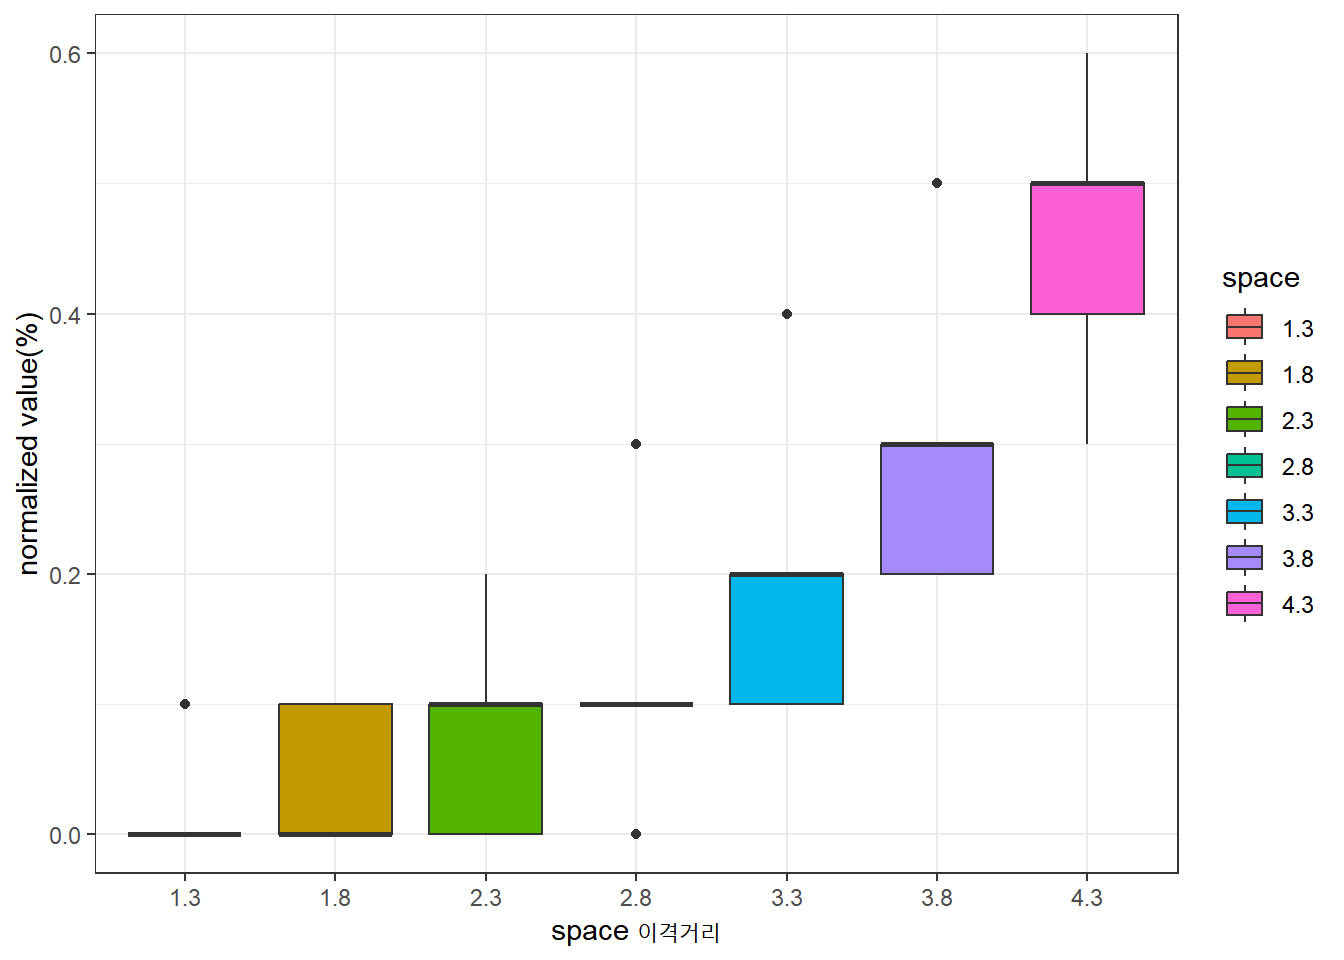 normalized value(%)
0.6
0.4
0.2
0.0
1.3 1.8 2.3 2.8 3.3 3.8 4.3
space 이격거리
space
1.3
1.8
2.3
2.8
3.3
3.8
4.3